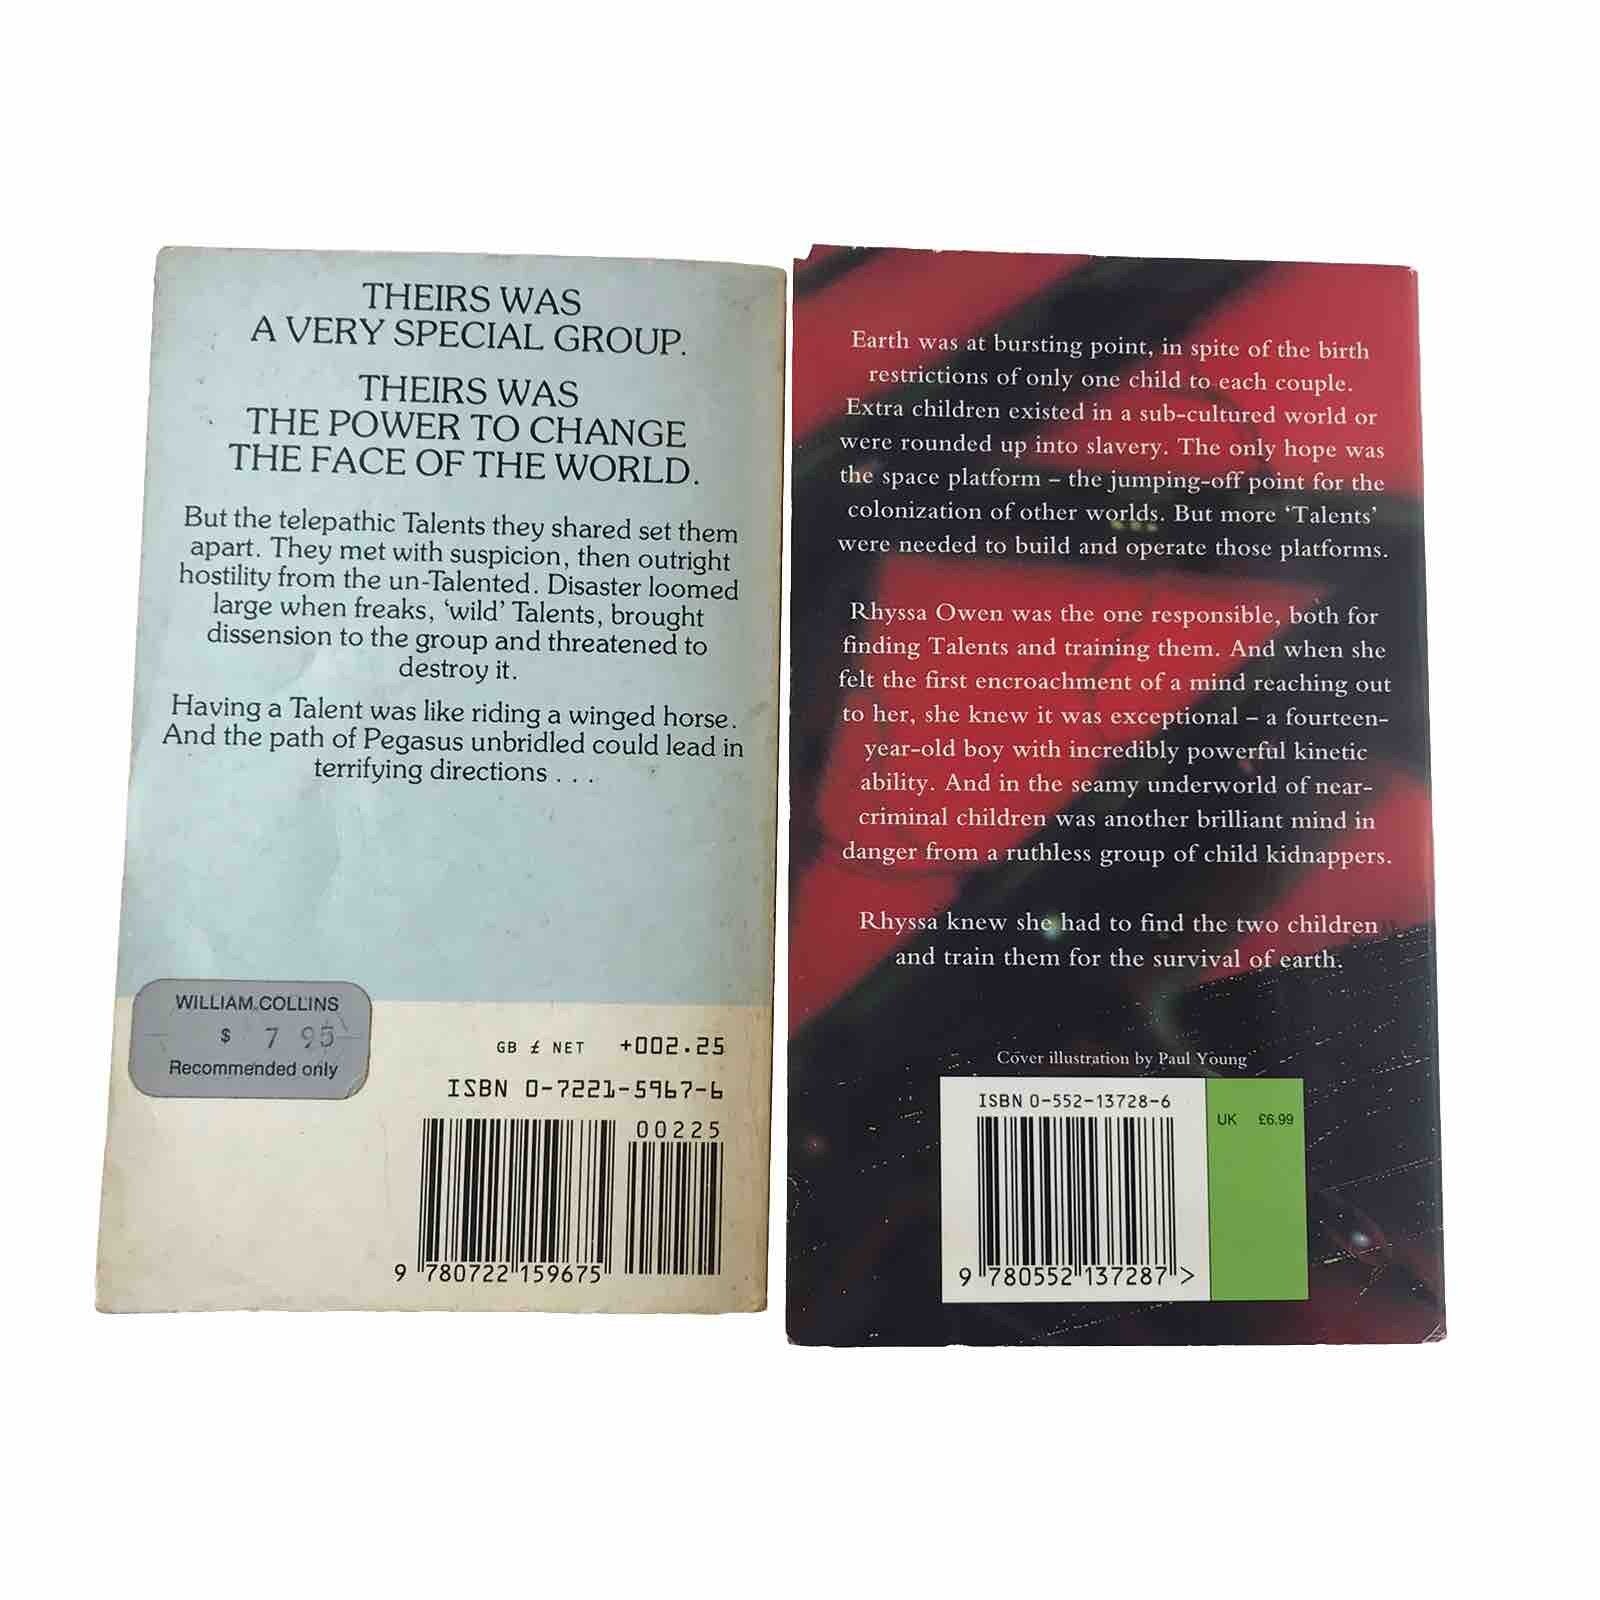 THEIRS WAS
A VERY SPECIAL GROUP.
THEIRS WAS
THE POWER TO CHANGE
THE FACE OF THE WORLD.
But the telepathic Talents they shared set them
apart. They met with suspicion, then outright
hostility from the un-Talented. Disaster loomed
large when freaks, ‘wild’ Talents, brought
dissension to the group and threatened to
destroy it.
Having a Talent was like riding a winged horse.
And the path of Pegasus unbridled could lead in
terrifying directions . . .
WILLIAM COLLINS
$ 7 95
Recommended only
GB £ NET +002.25
ISBN 0-7221-5967-6
00225
9 780722 159675
Earth was at bursting point, in spite of the birth
restrictions of only one child to each couple.
Extra children existed in a sub-cultured world or
were rounded up into slavery. The only hope was
the space platform – the jumping-off point for the
colonization of other worlds. But more ‘Talents’
were needed to build and operate those platforms.
Rhyssa Owen was the one responsible, both for
finding Talents and training them. And when she
felt the first encroachment of a mind reaching out
to her, she knew it was exceptional – a fourteen-
year-old boy with incredibly powerful kinetic
ability. And in the seamy underworld of near-
criminal children was another brilliant mind in
danger from a ruthless group of child kidnappers.
Rhyssa knew she had to find the two children
and train them for the survival of earth.
Cover illustration by Paul Young
ISBN 0-552-13728-6
UK £6.99
9 780552 137287 >